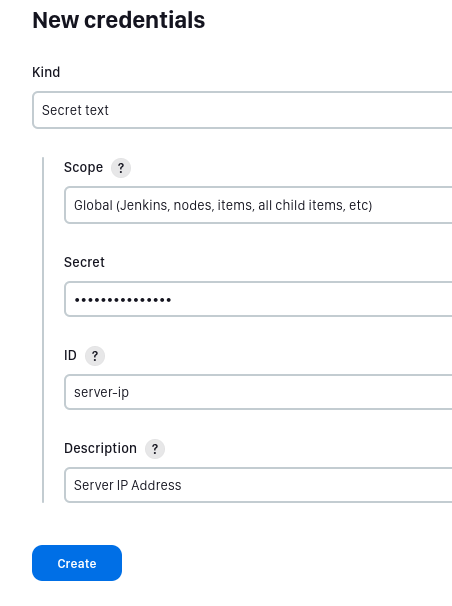 New credentials
Kind
Secret text
Scope ?
Global (Jenkins, nodes, items, all child items, etc)
Secret
•••••••••••••••
ID ?
server-ip
Description ?
Server IP Address
Create